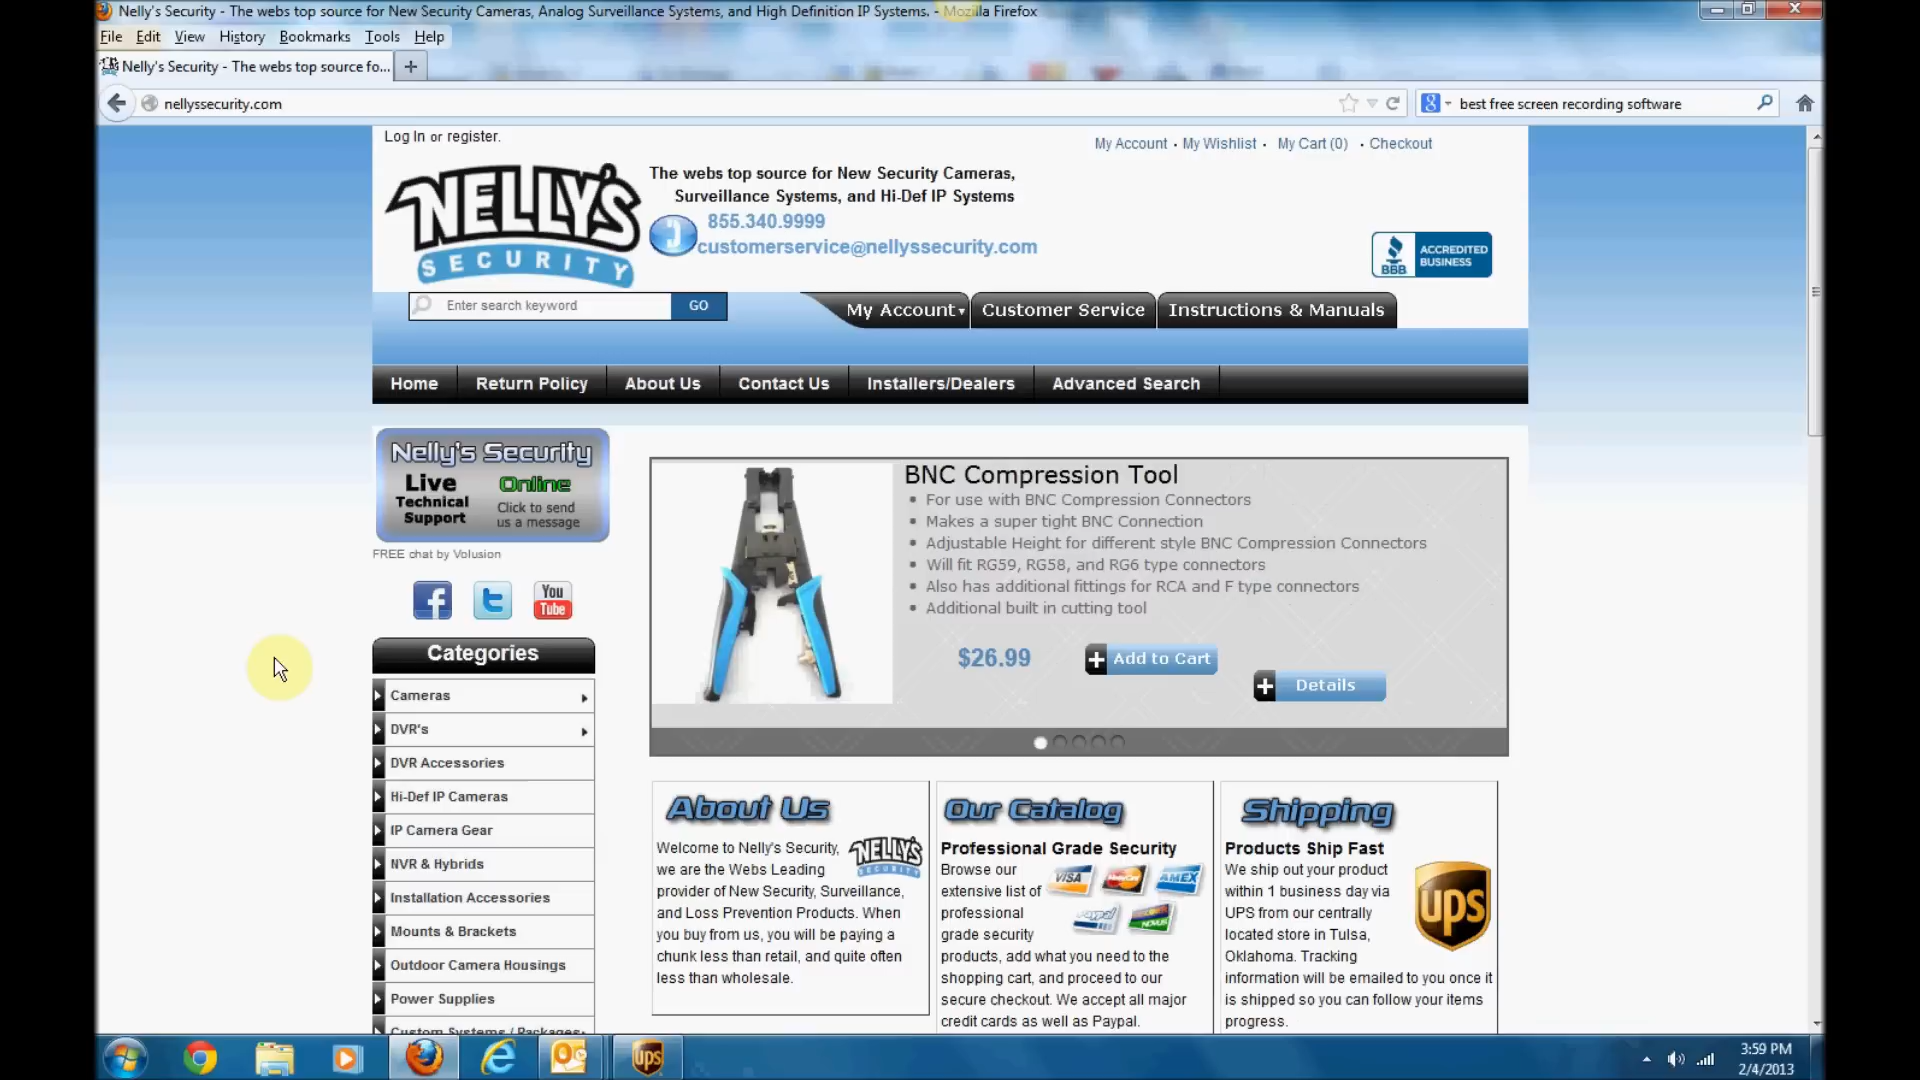 Nelly's Security - The webs top source for New Security Cameras, Analog Surveillance Systems, and High Definition IP Systems. - Mozilla Firefox
File Edit View History Bookmarks Tools Help
Nelly's Security - The webs top source fo... +
nellyssecurity.com
best free screen recording software
Log In or register.
My Account • My Wishlist • My Cart (0) • Checkout
NELLY'S
SECURITY
The webs top source for New Security Cameras,
Surveillance Systems, and Hi-Def IP Systems
855.340.9999
customerservice@nellyssecurity.com
BBB
ACCREDITED
BUSINESS
Enter search keyword GO
My Account Customer Service Instructions & Manuals
Home Return Policy About Us Contact Us Installers/Dealers Advanced Search
Nelly's Security
Live
Technical
Support
Online
Click to send
us a message
FREE chat by Volusion
You
Tube
Categories
Cameras
DVR's
DVR Accessories
Hi-Def IP Cameras
IP Camera Gear
NVR & Hybrids
Installation Accessories
Mounts & Brackets
Outdoor Camera Housings
Power Supplies
Custom Systems / Packages
BNC Compression Tool
• For use with BNC Compression Connectors
• Makes a super tight BNC Connection
• Adjustable Height for different style BNC Compression Connectors
• Will fit RG59, RG58, and RG6 type connectors
• Also has additional fittings for RCA and F type connectors
• Additional built in cutting tool
$26.99
+ Add to Cart
+ Details
About Us
Welcome to Nelly's Security,
we are the Webs Leading
provider of New Security, Surveillance,
and Loss Prevention Products. When
you buy from us, you will be paying a
chunk less than retail, and quite often
less than wholesale.
NELLY'S
SECURITY
Our Catalog
Professional Grade Security
Browse our
extensive list of
professional
grade security
products, add what you need to the
shopping cart, and proceed to our
secure checkout. We accept all major
credit cards as well as Paypal.
VISA
MasterCard
AMEX
Paypal
NOVUS
Shipping
Products Ship Fast
We ship out your product
within 1 business day via
UPS from our centrally
located store in Tulsa,
Oklahoma. Tracking
information will be emailed to you once it
is shipped so you can follow your items
progress.
ups
ups
3:59 PM
2/4/2013